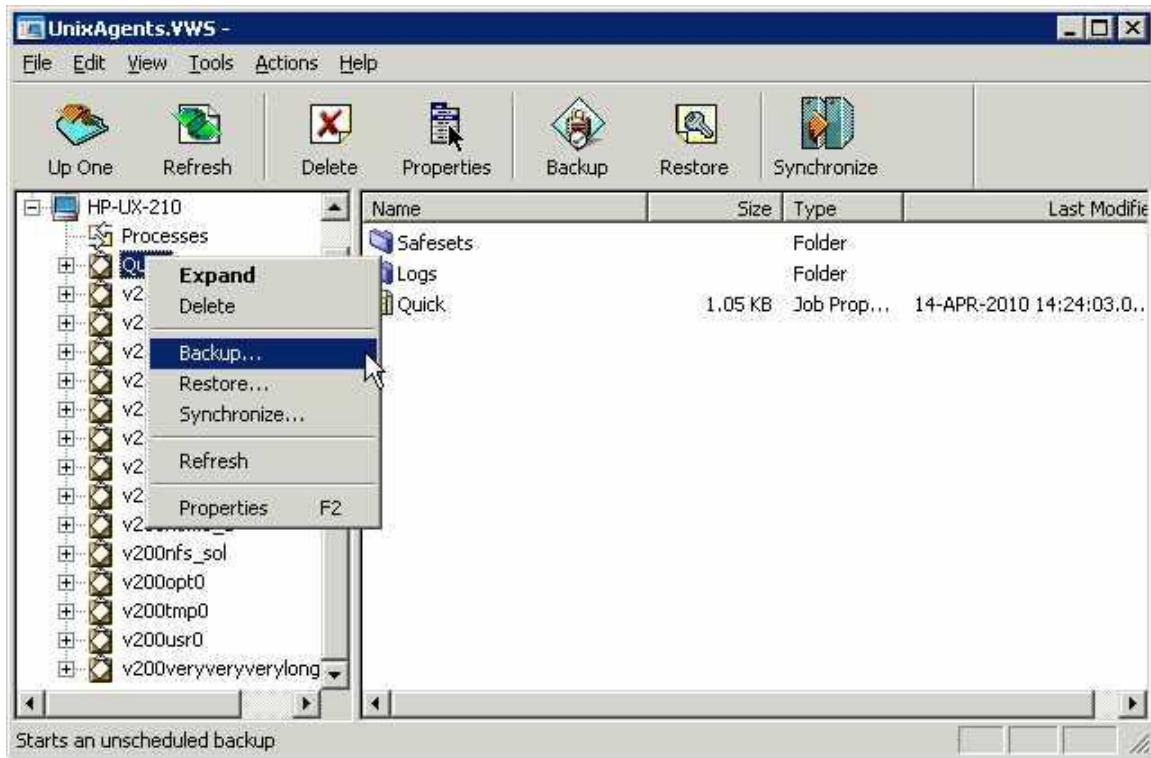 UnixAgents.VWS -
File Edit View Tools Actions Help
Up One Refresh Delete Properties Backup Restore Synchronize
HP-UX-210
Processes
v200nfs_sol
v200opt0
v200tmp0
v200usr0
v200veryveryverylong
Expand
Delete
Backup...
Restore...
Synchronize...
Refresh
Properties F2
Name Size Type Last Modifie
Safesets Folder
Logs Folder
Quick 1.05 KB Job Prop... 14-APR-2010 14:24:03.0..
Starts an unscheduled backup